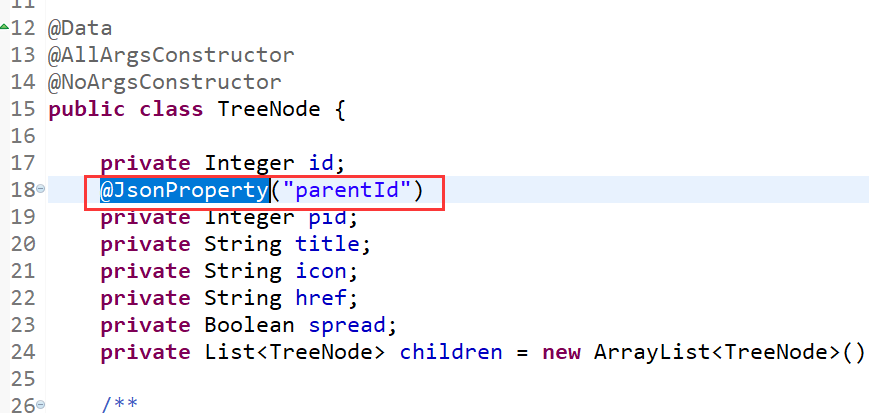 11
12 @Data
13 @AllArgsConstructor
14 @NoArgsConstructor
15 public class TreeNode {
16
17 private Integer id;
18 @JsonProperty("parentId")
19 private Integer pid;
20 private String title;
21 private String icon;
22 private String href;
23 private Boolean spread;
24 private List<TreeNode> children = new ArrayList<TreeNode>()
25
26 /**